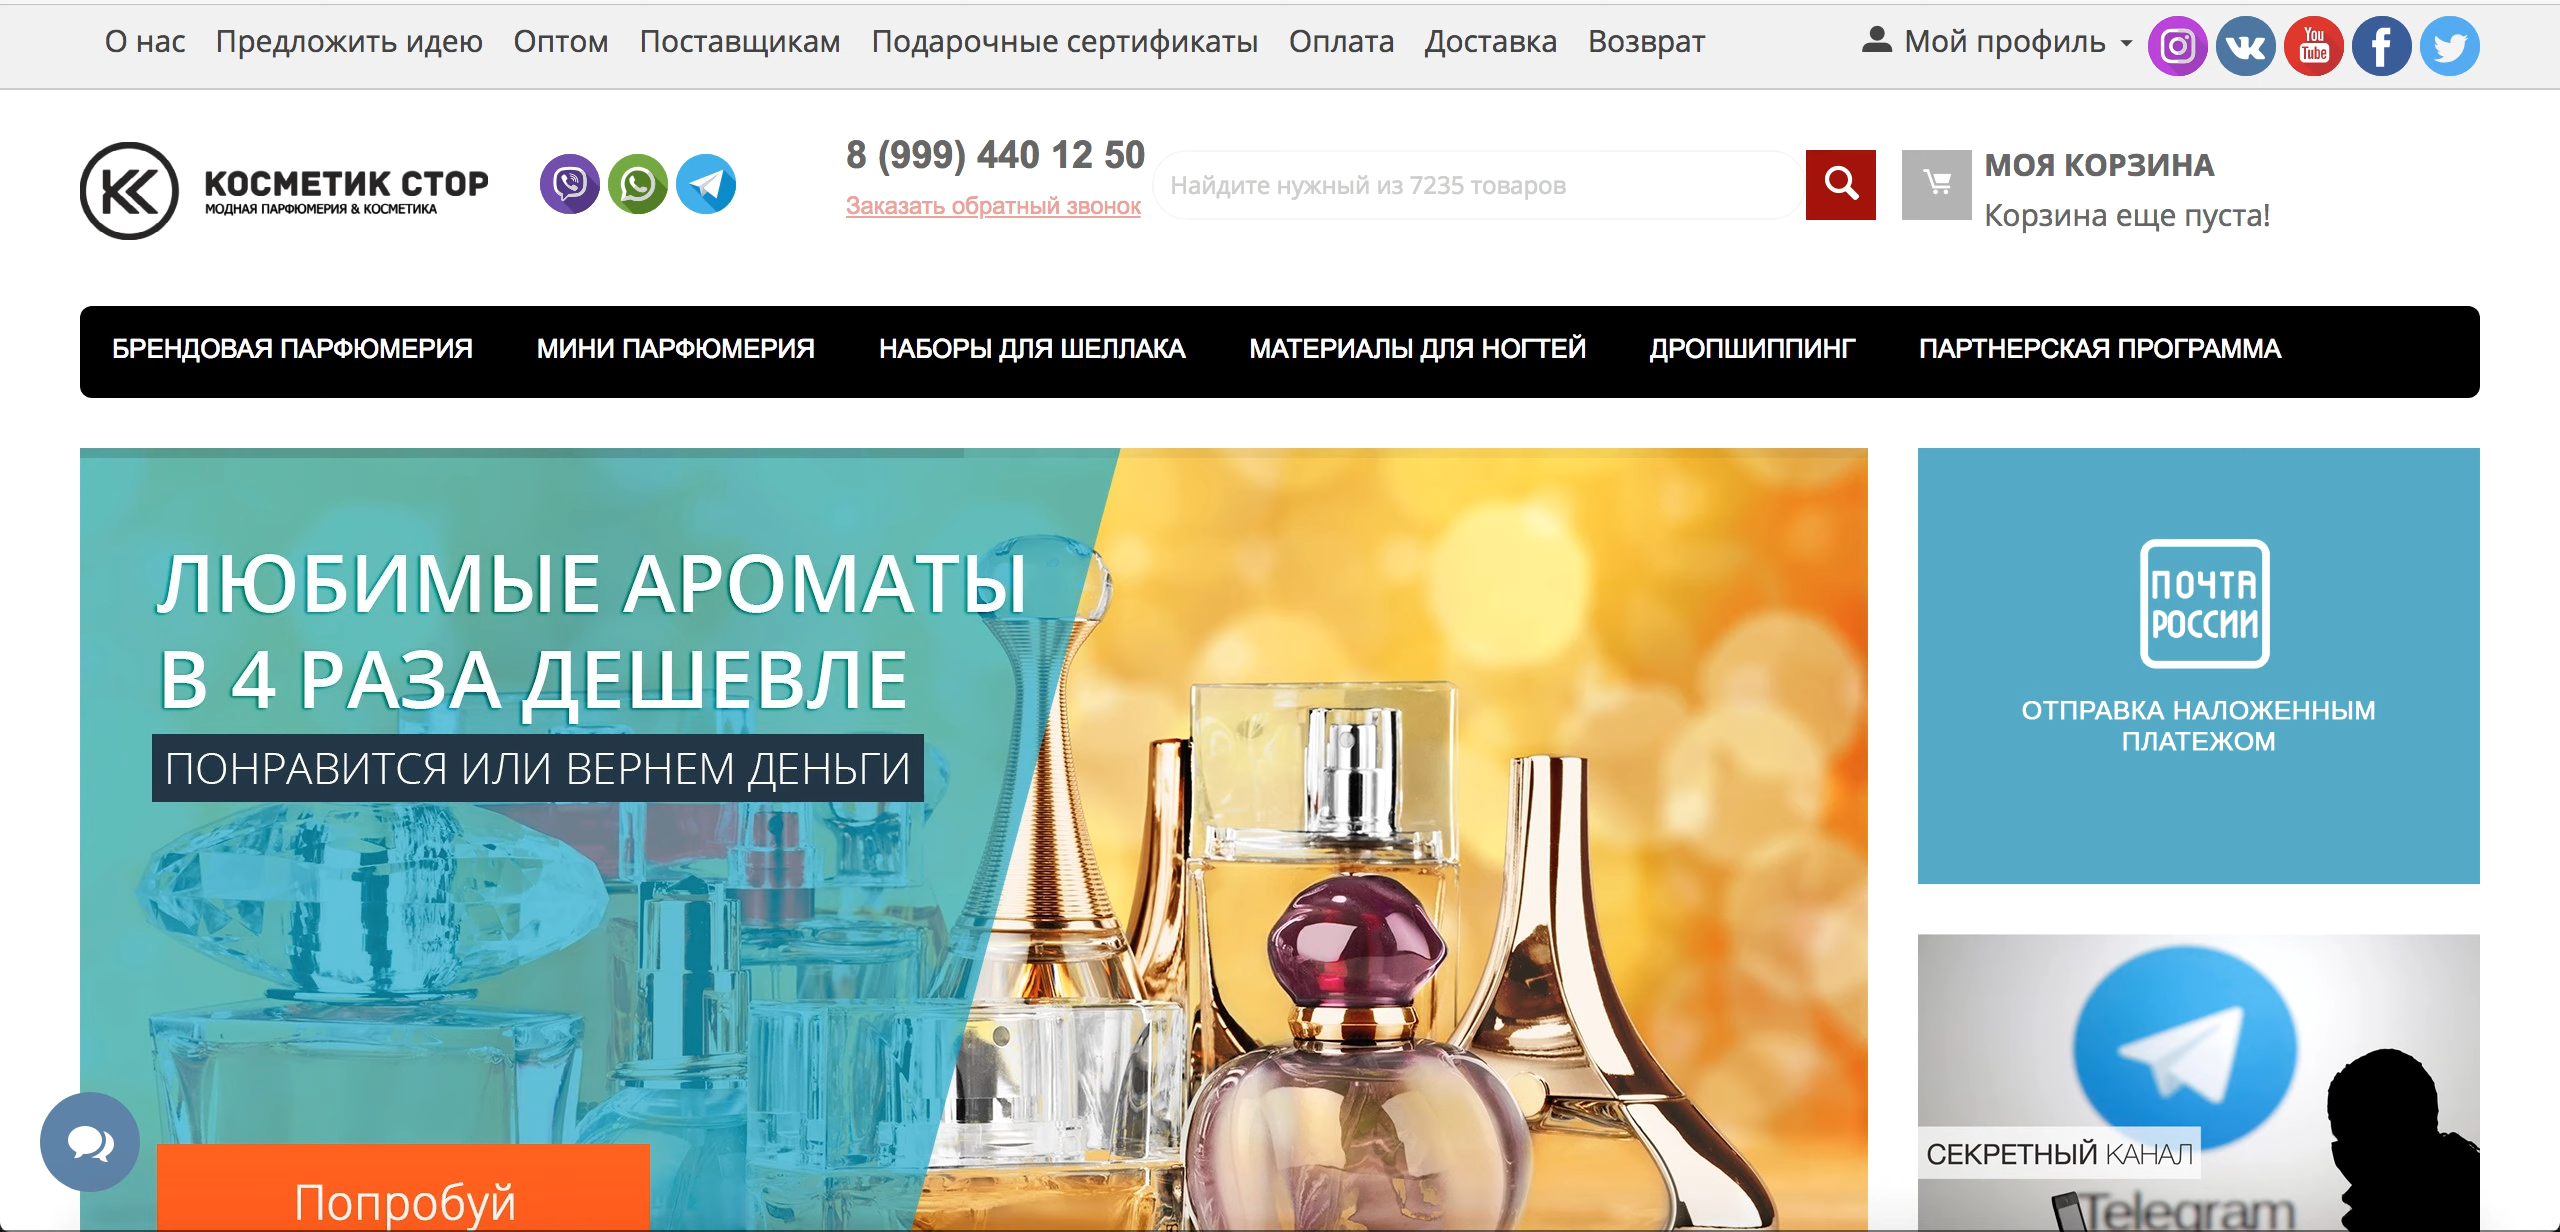 О нас Предложить идею Оптом Поставщикам Подарочные сертификаты Оплата Доставка Возврат Мой профиль
You
Tube
КОСМЕТИК СТОР
МОДНАЯ ПАРФЮМЕРИЯ & КОСМЕТИКА
8 (999) 440 12 50
Заказать обратный звонок
Найдите нужный из 7235 товаров
МОЯ КОРЗИНА
Корзина еще пуста!
БРЕНДОВАЯ ПАРФЮМЕРИЯ МИНИ ПАРФЮМЕРИЯ НАБОРЫ ДЛЯ ШЕЛЛАКА МАТЕРИАЛЫ ДЛЯ НОГТЕЙ ДРОПШИППИНГ ПАРТНЕРСКАЯ ПРОГРАММА
ЛЮБИМЫЕ АРОМАТЫ
В 4 РАЗА ДЕШЕВЛЕ
ПОНРАВИТСЯ ИЛИ ВЕРНЕМ ДЕНЬГИ
Попробуй
ПОЧТА
РОССИИ
ОТПРАВКА НАЛОЖЕННЫМ
ПЛАТЕЖОМ
СЕКРЕТНЫЙ КАНАЛ
Telegram